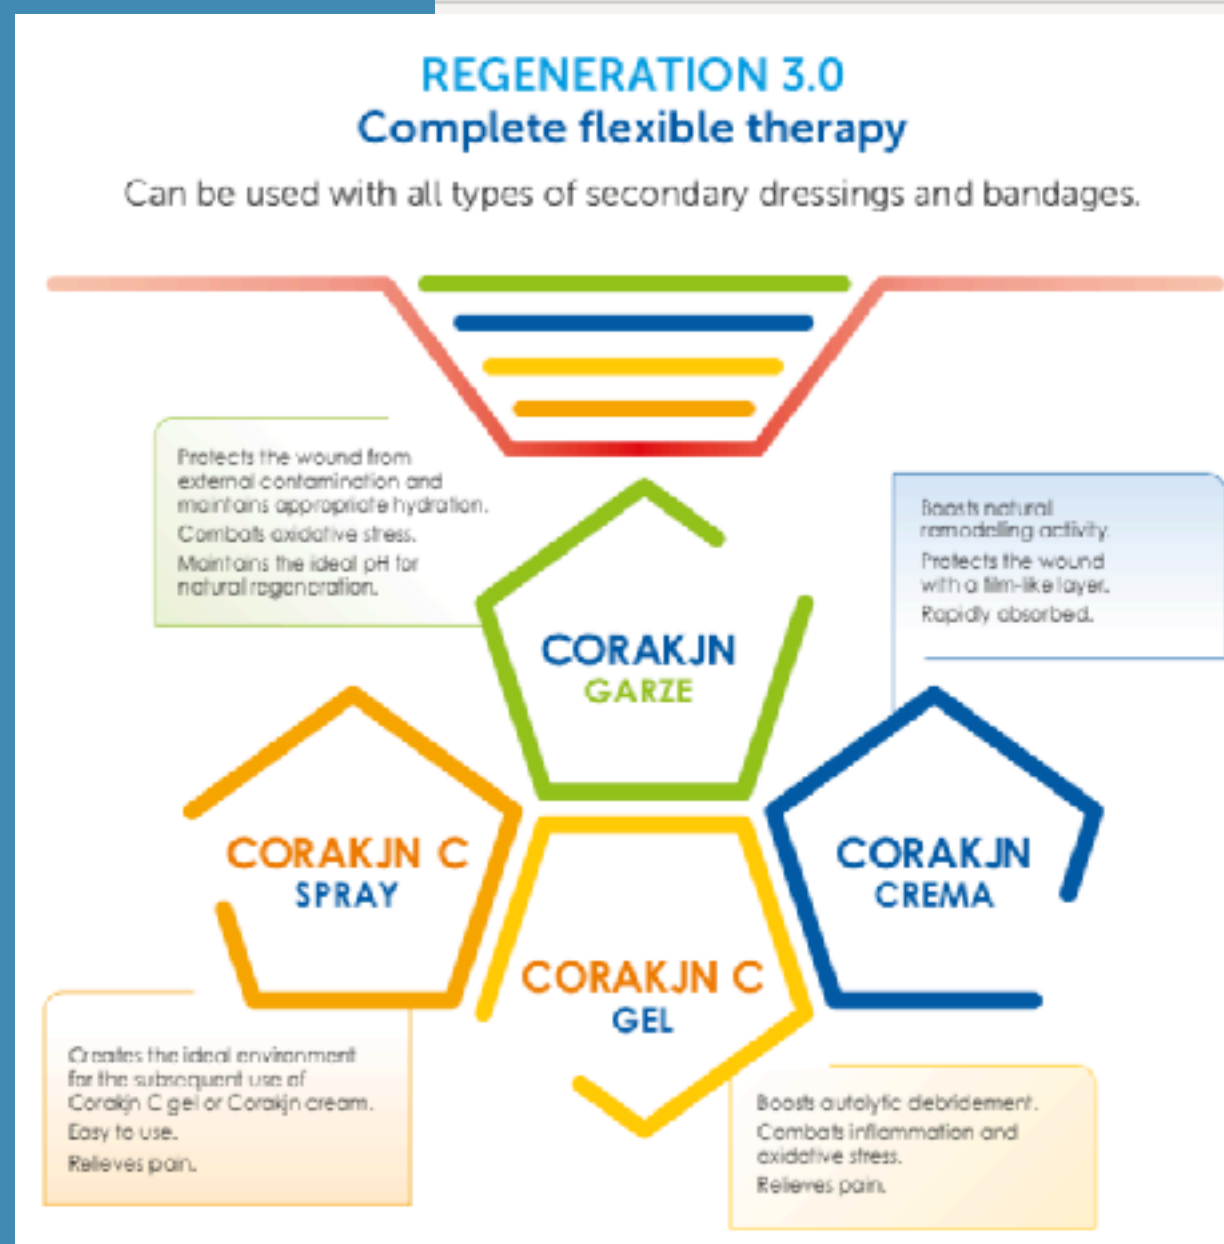 REGENERATION 3.0
Complete flexible therapy
Can be used with all types of secondary dressings and bandages.
Protects the wound from
external contamination and
maintains appropriate hydration.
Combats oxidative stress.
Maintains the ideal pH for
natural regeneration.
Boosts natural
remodelling activity.
Protects the wound
with a film-like layer.
Rapidly absorbed.
CORAKJN
GARZE
CORAKJN C
SPRAY
CORAKJN
CREMA
CORAKJN C
GEL
Creates the ideal environment
for the subsequent use of
Corakjn C gel or Corakjn cream.
Easy to use.
Relieves pain.
Boosts autolytic debridement.
Combats inflammation and
oxidative stress.
Relieves pain.